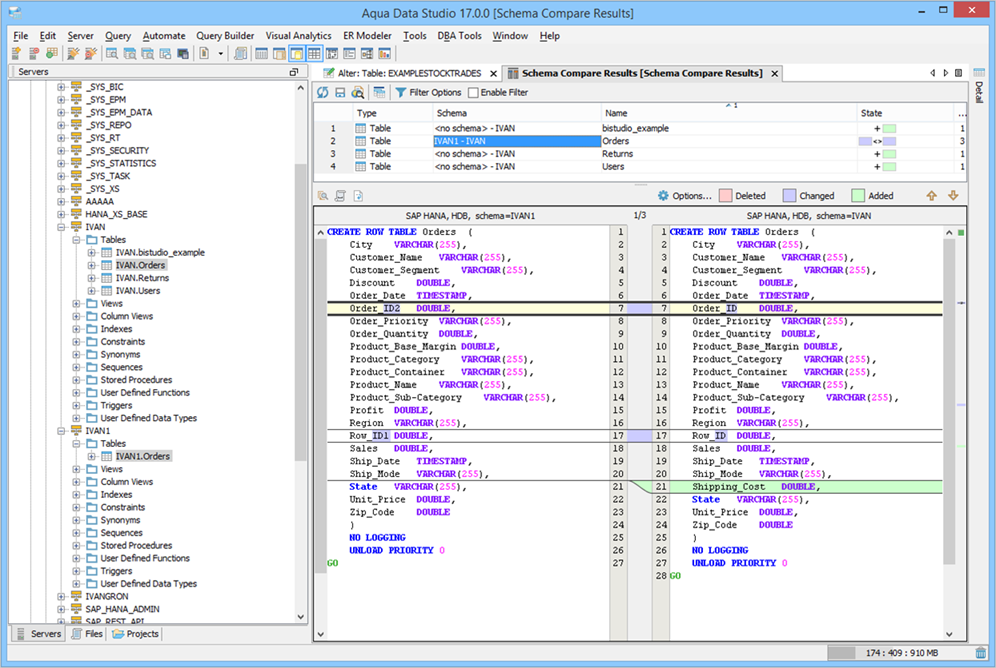 Aqua Data Studio 17.0.0 [Schema Compare Results]
File Edit Server Query Automate Query Builder Visual Analytics ER Modeler Tools DBA Tools Window Help
Servers
_SYS_BIC
_SYS_EPM
_SYS_EPM_DATA
_SYS_REPO
_SYS_RT
_SYS_SECURITY
_SYS_STATISTICS
_SYS_TASK
_SYS_XS
AAAAA
HANA_XS_BASE
IVAN
Tables
IVAN.bistudio_example
IVAN.Orders
IVAN.Returns
IVAN.Users
Views
Column Views
Indexes
Constraints
Synonyms
Sequences
Stored Procedures
User Defined Functions
Triggers
User Defined Data Types
IVAN1
Tables
IVAN1.Orders
Views
Column Views
Indexes
Constraints
Synonyms
Sequences
Stored Procedures
User Defined Functions
Triggers
User Defined Data Types
IVANGRON
SAP_HANA_ADMIN
SAP_REST_API
Servers Files Projects
Alter: Table: EXAMPLESTOCKTRADES Schema Compare Results [Schema Compare Results]
Detail
Filter Options Enable Filter
Type Schema Name 1 State ...
1 Table <no schema> - IVAN bistudio_example + 1
2 Table IVAN1 - IVAN Orders <> 3
3 Table <no schema> - IVAN Returns + 1
4 Table <no schema> - IVAN Users + 1
Options... Deleted Changed Added
SAP HANA, HDB, schema=IVAN1 1/3 SAP HANA, HDB, schema=IVAN
CREATE ROW TABLE Orders ( 1 1 CREATE ROW TABLE Orders (
City VARCHAR(255), 2 2 City VARCHAR(255),
Customer_Name VARCHAR(255), 3 3 Customer_Name VARCHAR(255),
Customer_Segment VARCHAR(255), 4 4 Customer_Segment VARCHAR(255),
Discount DOUBLE, 5 5 Discount DOUBLE,
Order_Date TIMESTAMP, 6 6 Order_Date TIMESTAMP,
Order_ID2 DOUBLE, 7 7 Order_ID DOUBLE,
Order_Priority VARCHAR(255), 8 8 Order_Priority VARCHAR(255),
Order_Quantity DOUBLE, 9 9 Order_Quantity DOUBLE,
Product_Base_Margin DOUBLE, 10 10 Product_Base_Margin DOUBLE,
Product_Category VARCHAR(255), 11 11 Product_Category VARCHAR(255),
Product_Container VARCHAR(255), 12 12 Product_Container VARCHAR(255),
Product_Name VARCHAR(255), 13 13 Product_Name VARCHAR(255),
Product_Sub-Category VARCHAR(255), 14 14 Product_Sub-Category VARCHAR(255),
Profit DOUBLE, 15 15 Profit DOUBLE,
Region VARCHAR(255), 16 16 Region VARCHAR(255),
Row_ID1 DOUBLE, 17 17 Row_ID DOUBLE,
Sales DOUBLE, 18 18 Sales DOUBLE,
Ship_Date TIMESTAMP, 19 19 Ship_Date TIMESTAMP,
Ship_Mode VARCHAR(255), 20 20 Ship_Mode VARCHAR(255),
State VARCHAR(255), 21 21 Shipping_Cost DOUBLE,
Unit_Price DOUBLE, 22 22 State VARCHAR(255),
Zip_Code DOUBLE 23 23 Unit_Price DOUBLE,
) 24 24 Zip_Code DOUBLE
NO LOGGING 25 25 )
UNLOAD PRIORITY 0 26 26 NO LOGGING
GO 27 27 UNLOAD PRIORITY 0
28 GO
174 : 409 : 910 MB